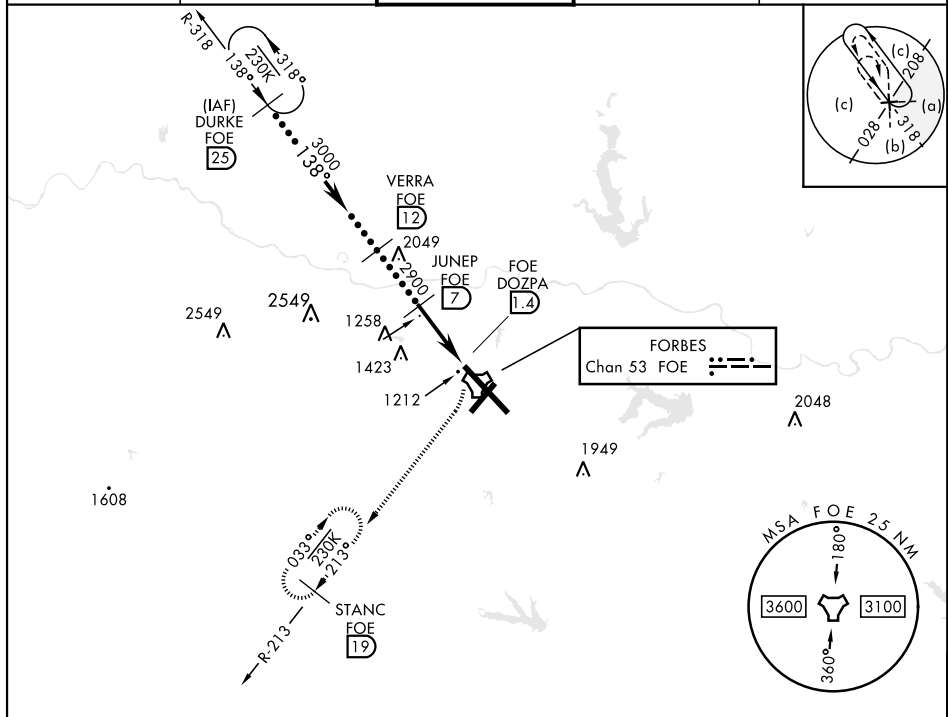 R-318
138°
230K
318°
(IAF)
DURKE
FOE
25
3000
138°
VERRA
FOE
12
2049
2900
JUNEP
FOE
7
FOE
DOZPA
1.4
2549
2549
1258
1423
1212
FORBES
Chan 53 FOE
2048
1949
1608
033°
230K
213°
STANC
FOE
19
R-213
(c)
208
(c)
(a)
028
318
(b)
MSA FOE 25 NM
180°
3600
3100
360°